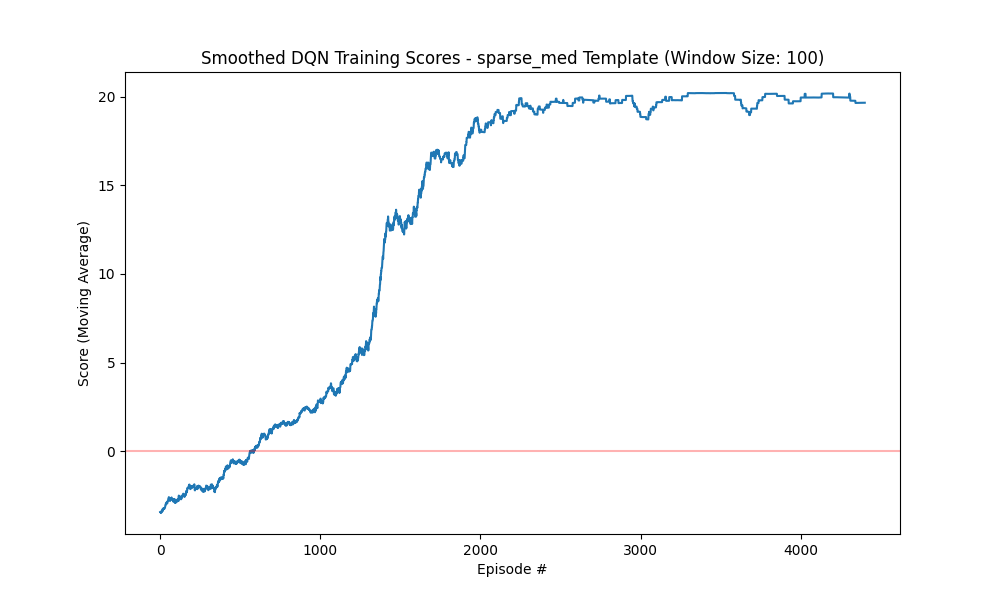 Smoothed DQN Training Scores - sparse_med Template (Window Size: 100)
20
15
10
5
0
Score (Moving Average)
0 1000 2000 3000 4000
Episode #